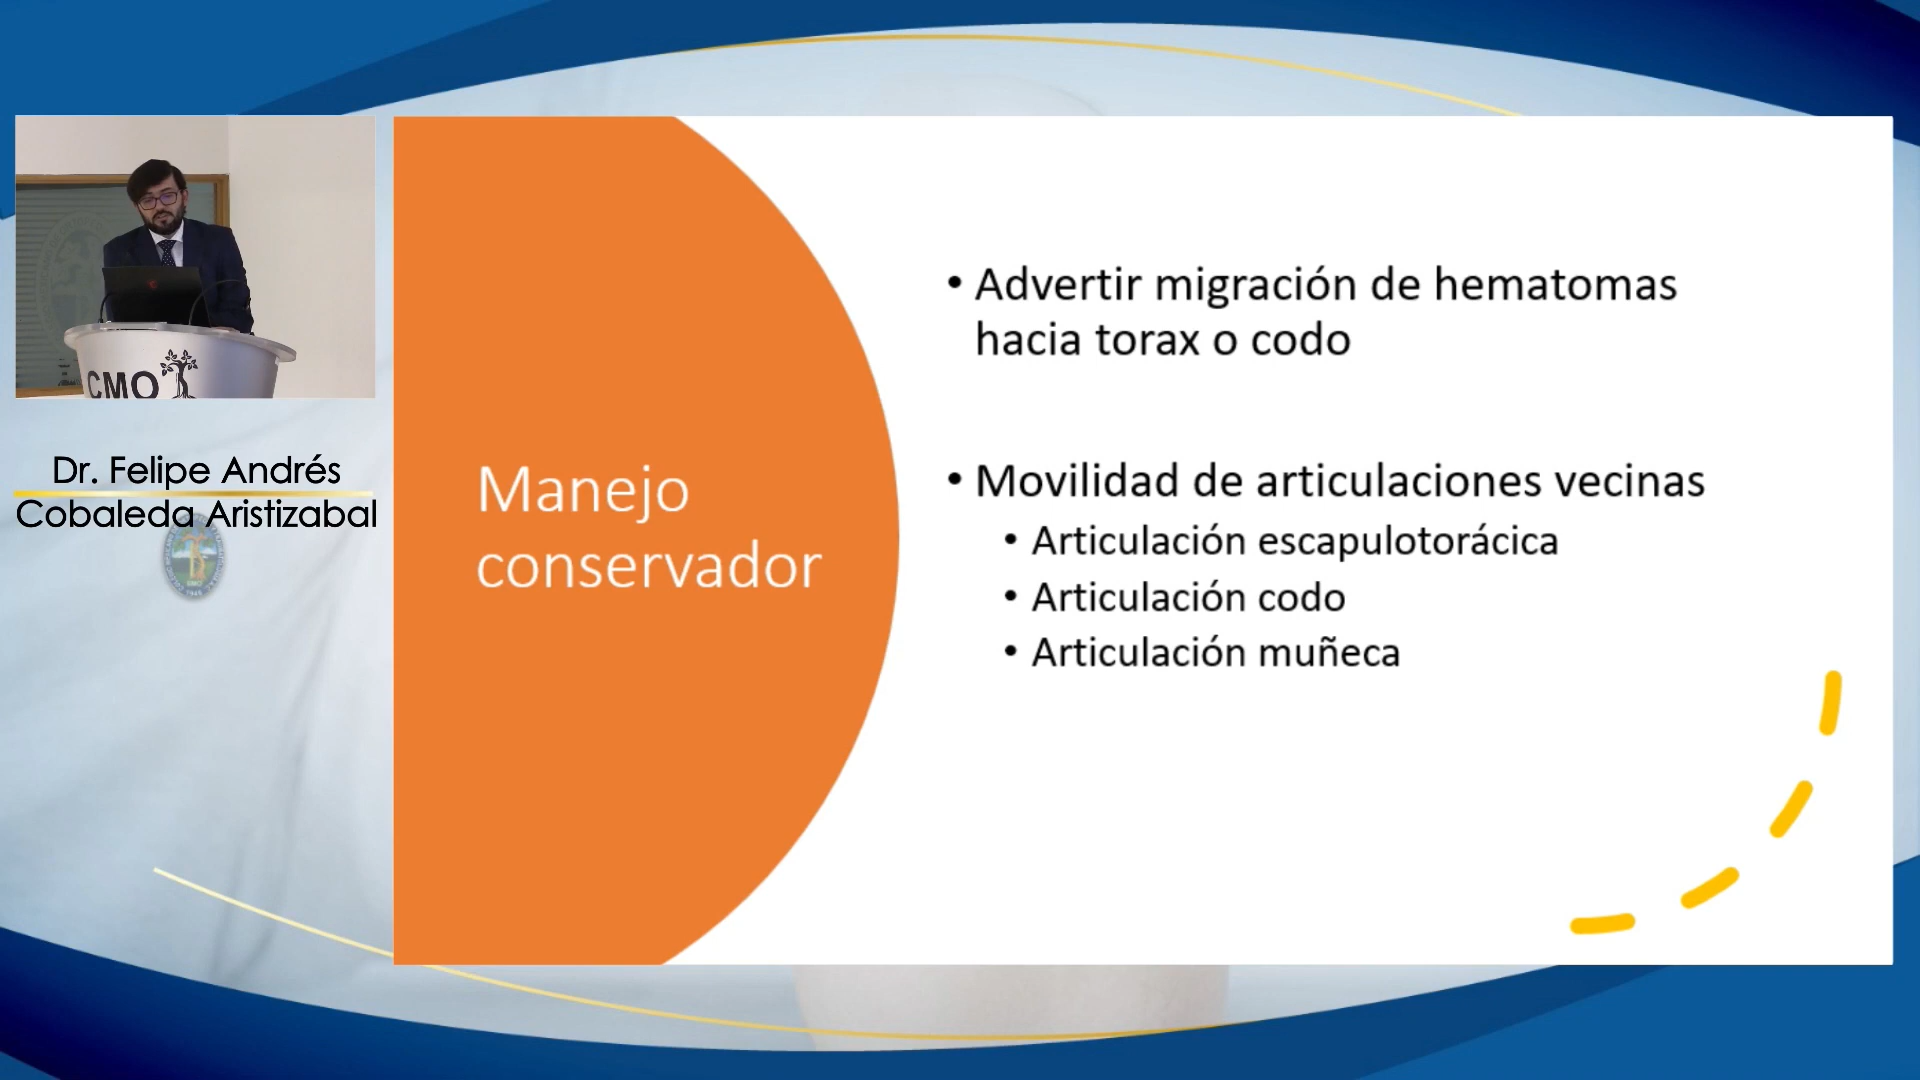 CMO
Dr. Felipe Andrés
Cobaleda Aristizabal
Manejo
conservador
• Advertir migración de hematomas
hacia torax o codo
• Movilidad de articulaciones vecinas
• Articulación escapulotorácica
• Articulación codo
• Articulación muñeca